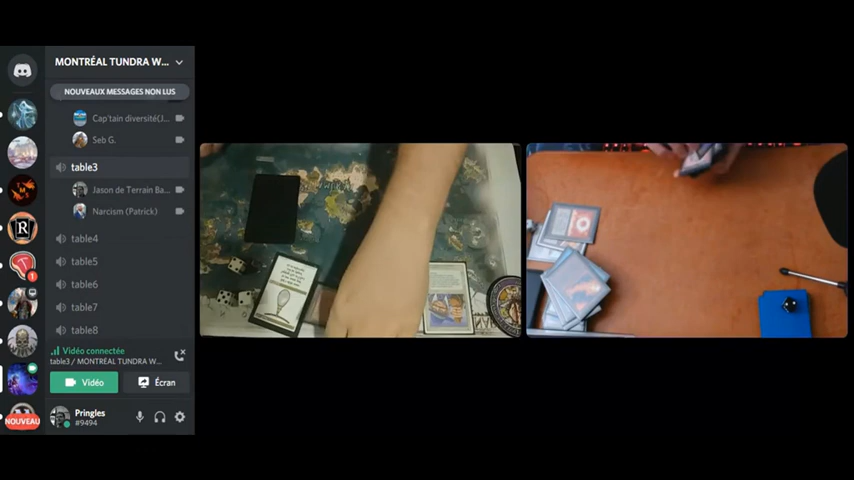 MONTRÉAL TUNDRA W...
NOUVEAUX MESSAGES NON LUS
Cap'tain diversité(J...
Seb G.
table3
Jason de Terrain Ba...
Narcism (Patrick)
table4
table5
table6
table7
table8
Vidéo connectée
table3 / MONTRÉAL TUNDRA W...
Vidéo
Écran
Pringles
#9494
NOUVEAU
R
1